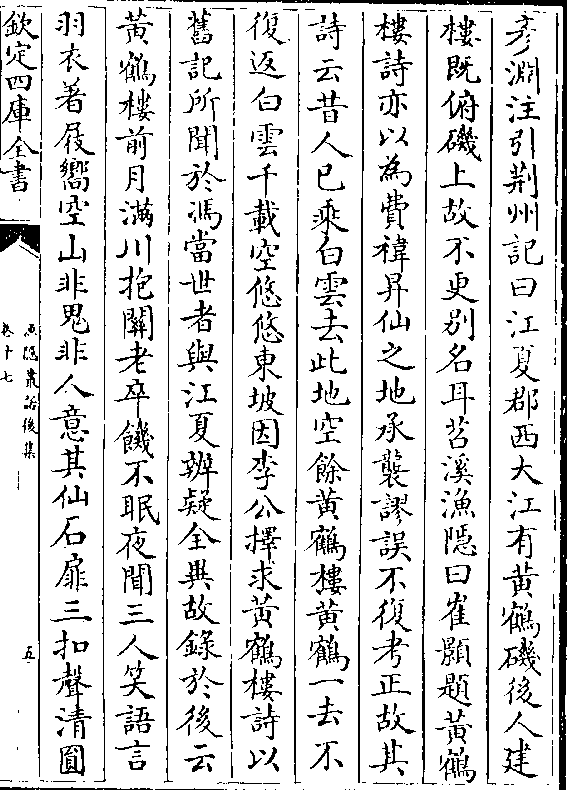 彦淵注引荆州記曰江夏郡西大江有黄鶴磯後人建
樓既俯磯上故不更别名耳苕溪漁隠曰崔顥題黄鶴
樓詩亦以為費禕昇仙之地承襲謬誤不復考正故其
詩云昔人已乘白雲去此地空餘黄鶴樓黄鶴一去不
復返白雲千載空悠悠東坡因李公擇求黄鶴樓詩以
舊記所聞於馮當世者與江夏辨疑全異故錄於後云
黄鶴樓前月滿川抱關老卒饑不眠夜聞三人笑語言
羽衣著屐嚮空山非鬼非人意其仙石扉三扣聲清圓
欽定四庫全書
漁隠叢話後集
卷十七
五